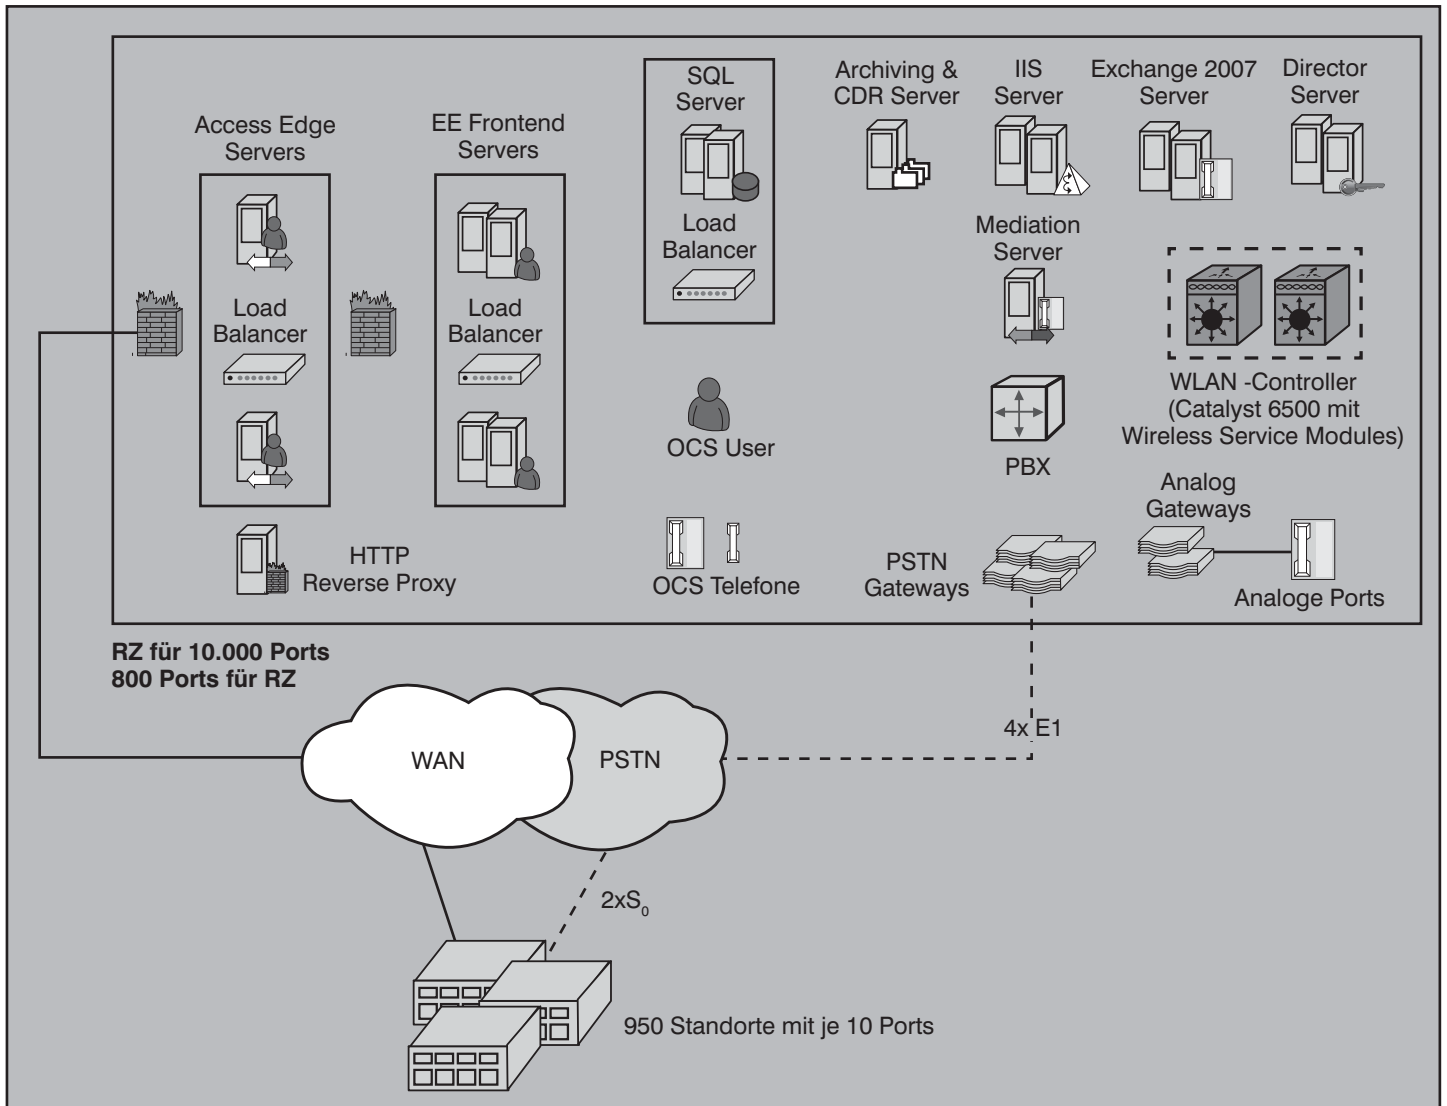 Access Edge
Servers
Load
Balancer
HTTP
Reverse Proxy
EE Frontend
Servers
Load
Balancer
SQL
Server
Load
Balancer
OCS User
OCS Telefone
Archiving &
CDR Server
IIS
Server
Exchange 2007
Server
Director
Server
Mediation
Server
PBX
WLAN -Controller
(Catalyst 6500 mit
Wireless Service Modules)
PSTN
Gateways
Analog
Gateways
Analoge Ports
RZ für 10.000 Ports
800 Ports für RZ
WAN
PSTN
4x E1
2xS₀
950 Standorte mit je 10 Ports